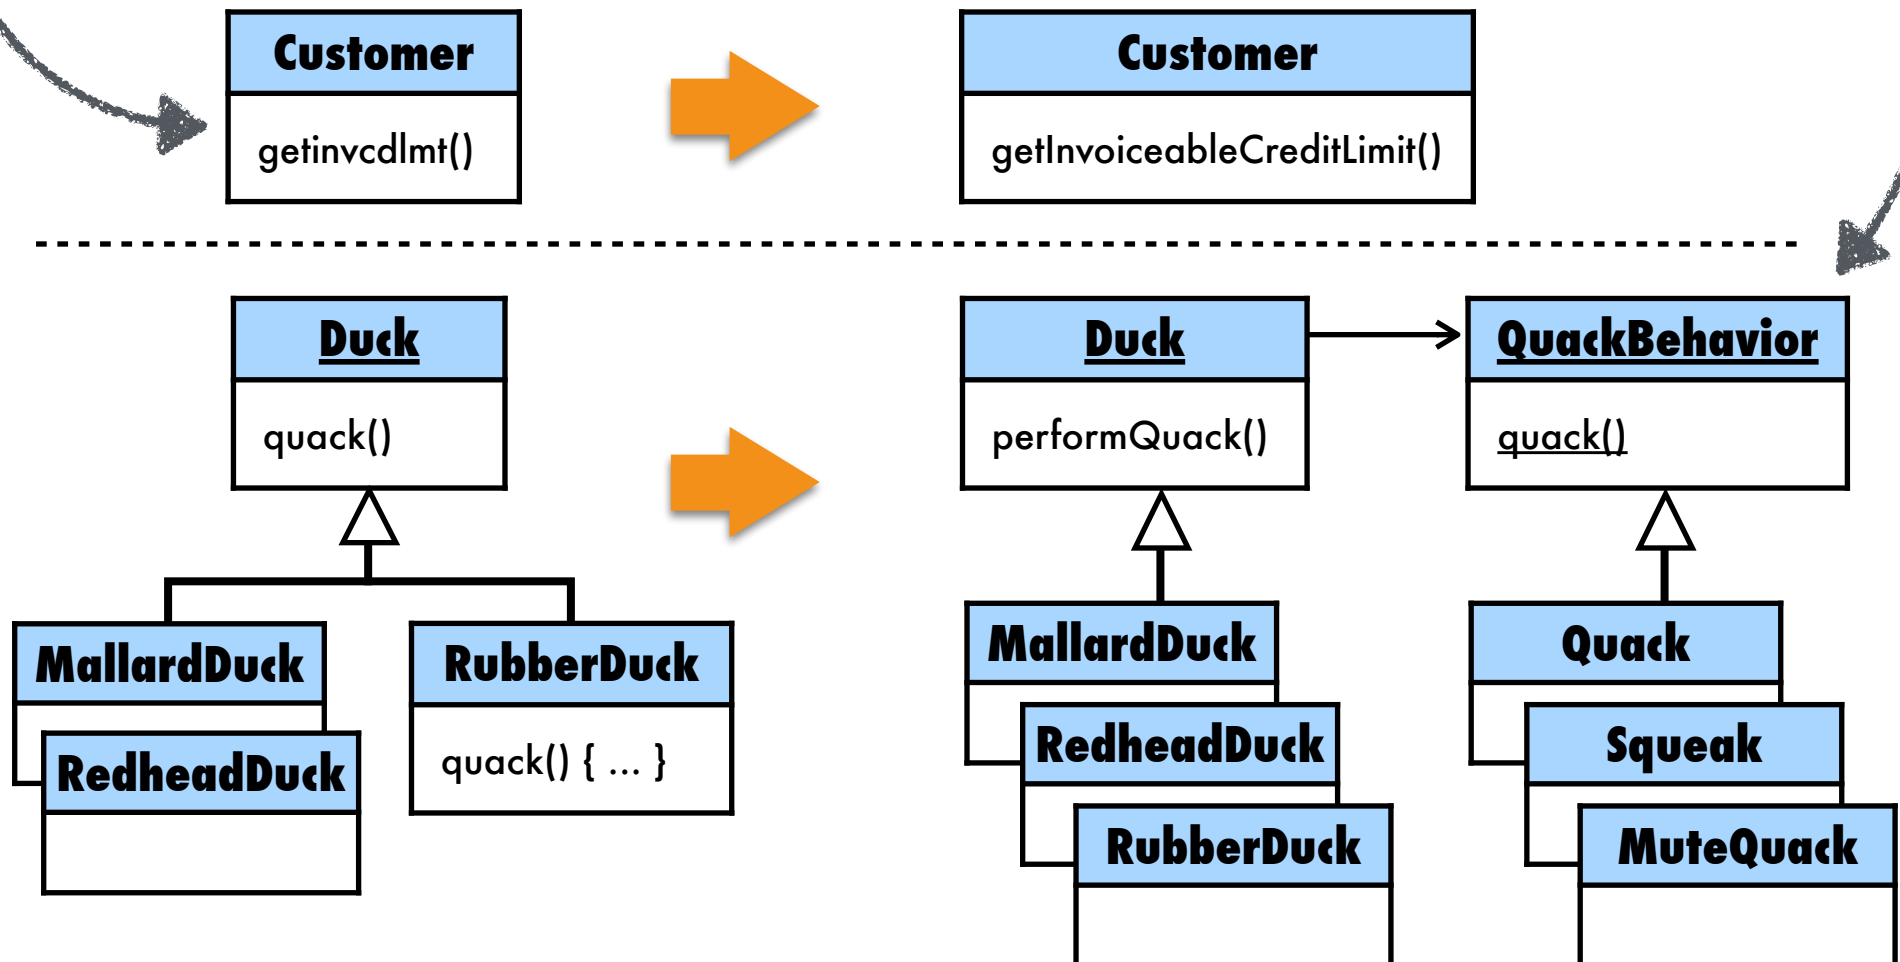 Customer
getinvcdlmt()
Customer
getInvoiceableCreditLimit()
Duck
quack()
MallardDuck
RedheadDuck
RubberDuck
quack() { ... }
Duck
performQuack()
QuackBehavior
quack()
MallardDuck
RedheadDuck
RubberDuck
Quack
Squeak
MuteQuack